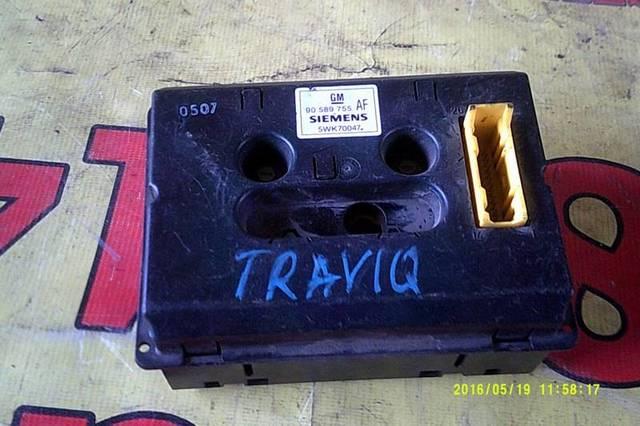 0507
GM
90 589 755 AF
SIEMENS
5WK70047
TRAVIQ
2016/05/19 11:58:17